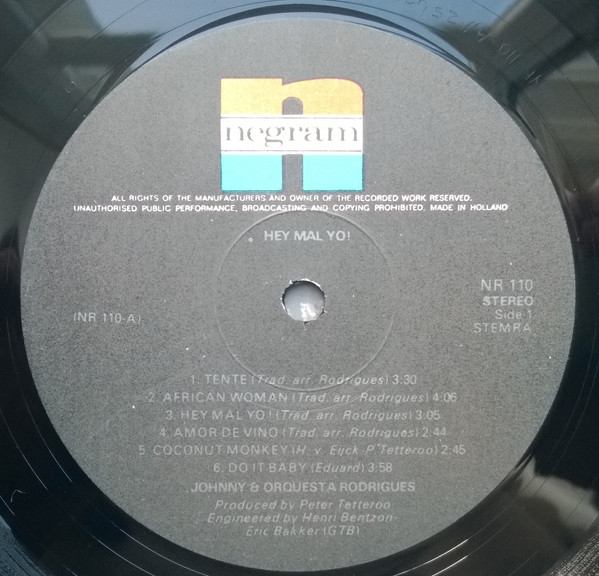 negram
ALL RIGHTS OF THE MANUFACTURERS AND OWNER OF THE RECORDED WORK RESERVED.
UNAUTHORISED PUBLIC PERFORMANCE, BROADCASTING AND COPYING PROHIBITED. MADE IN HOLLAND
HEY MAL YO!
NR 110
STEREO
Side 1
STEMRA
(NR 110-A)
1. TENTE (Trad. arr. Rodrigues) 3:30
2. AFRICAN WOMAN (Trad. arr. Rodrigues) 4:06
3. HEY MAL YO! (Trad. arr. Rodrigues) 3:05
4. AMOR DE VINO (Trad. arr. Rodrigues) 2:44
5. COCONUT MONKEY (H. v. Eijck-P. Tetteroo) 2:45
6. DO IT BABY (Eduard) 3:58
JOHNNY & ORQUESTA RODRIGUES
Produced by Peter Tetteroo
Engineered by Henri Bentzon-
Eric Bakker (GTB)